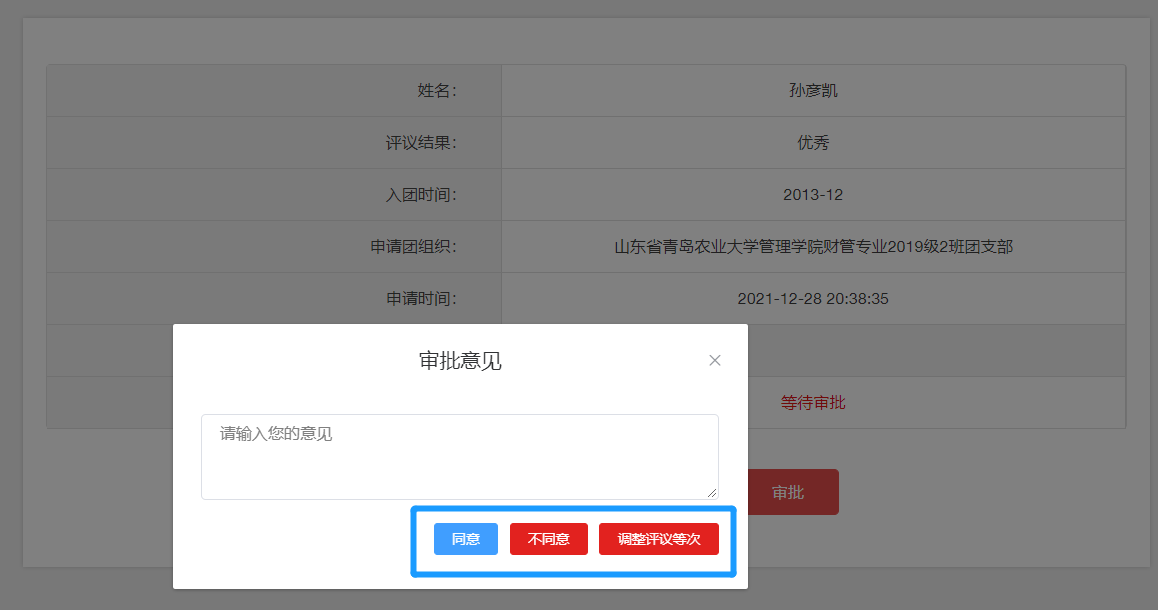 姓名： 孙彦凯
评议结果： 优秀
入团时间： 2013-12
申请团组织： 山东省青岛农业大学管理学院财管专业2019级2班团支部
申请时间： 2021-12-28 20:38:35
审批意见
等待审批
请输入您的意见
审批
同意 不同意 调整评议等次